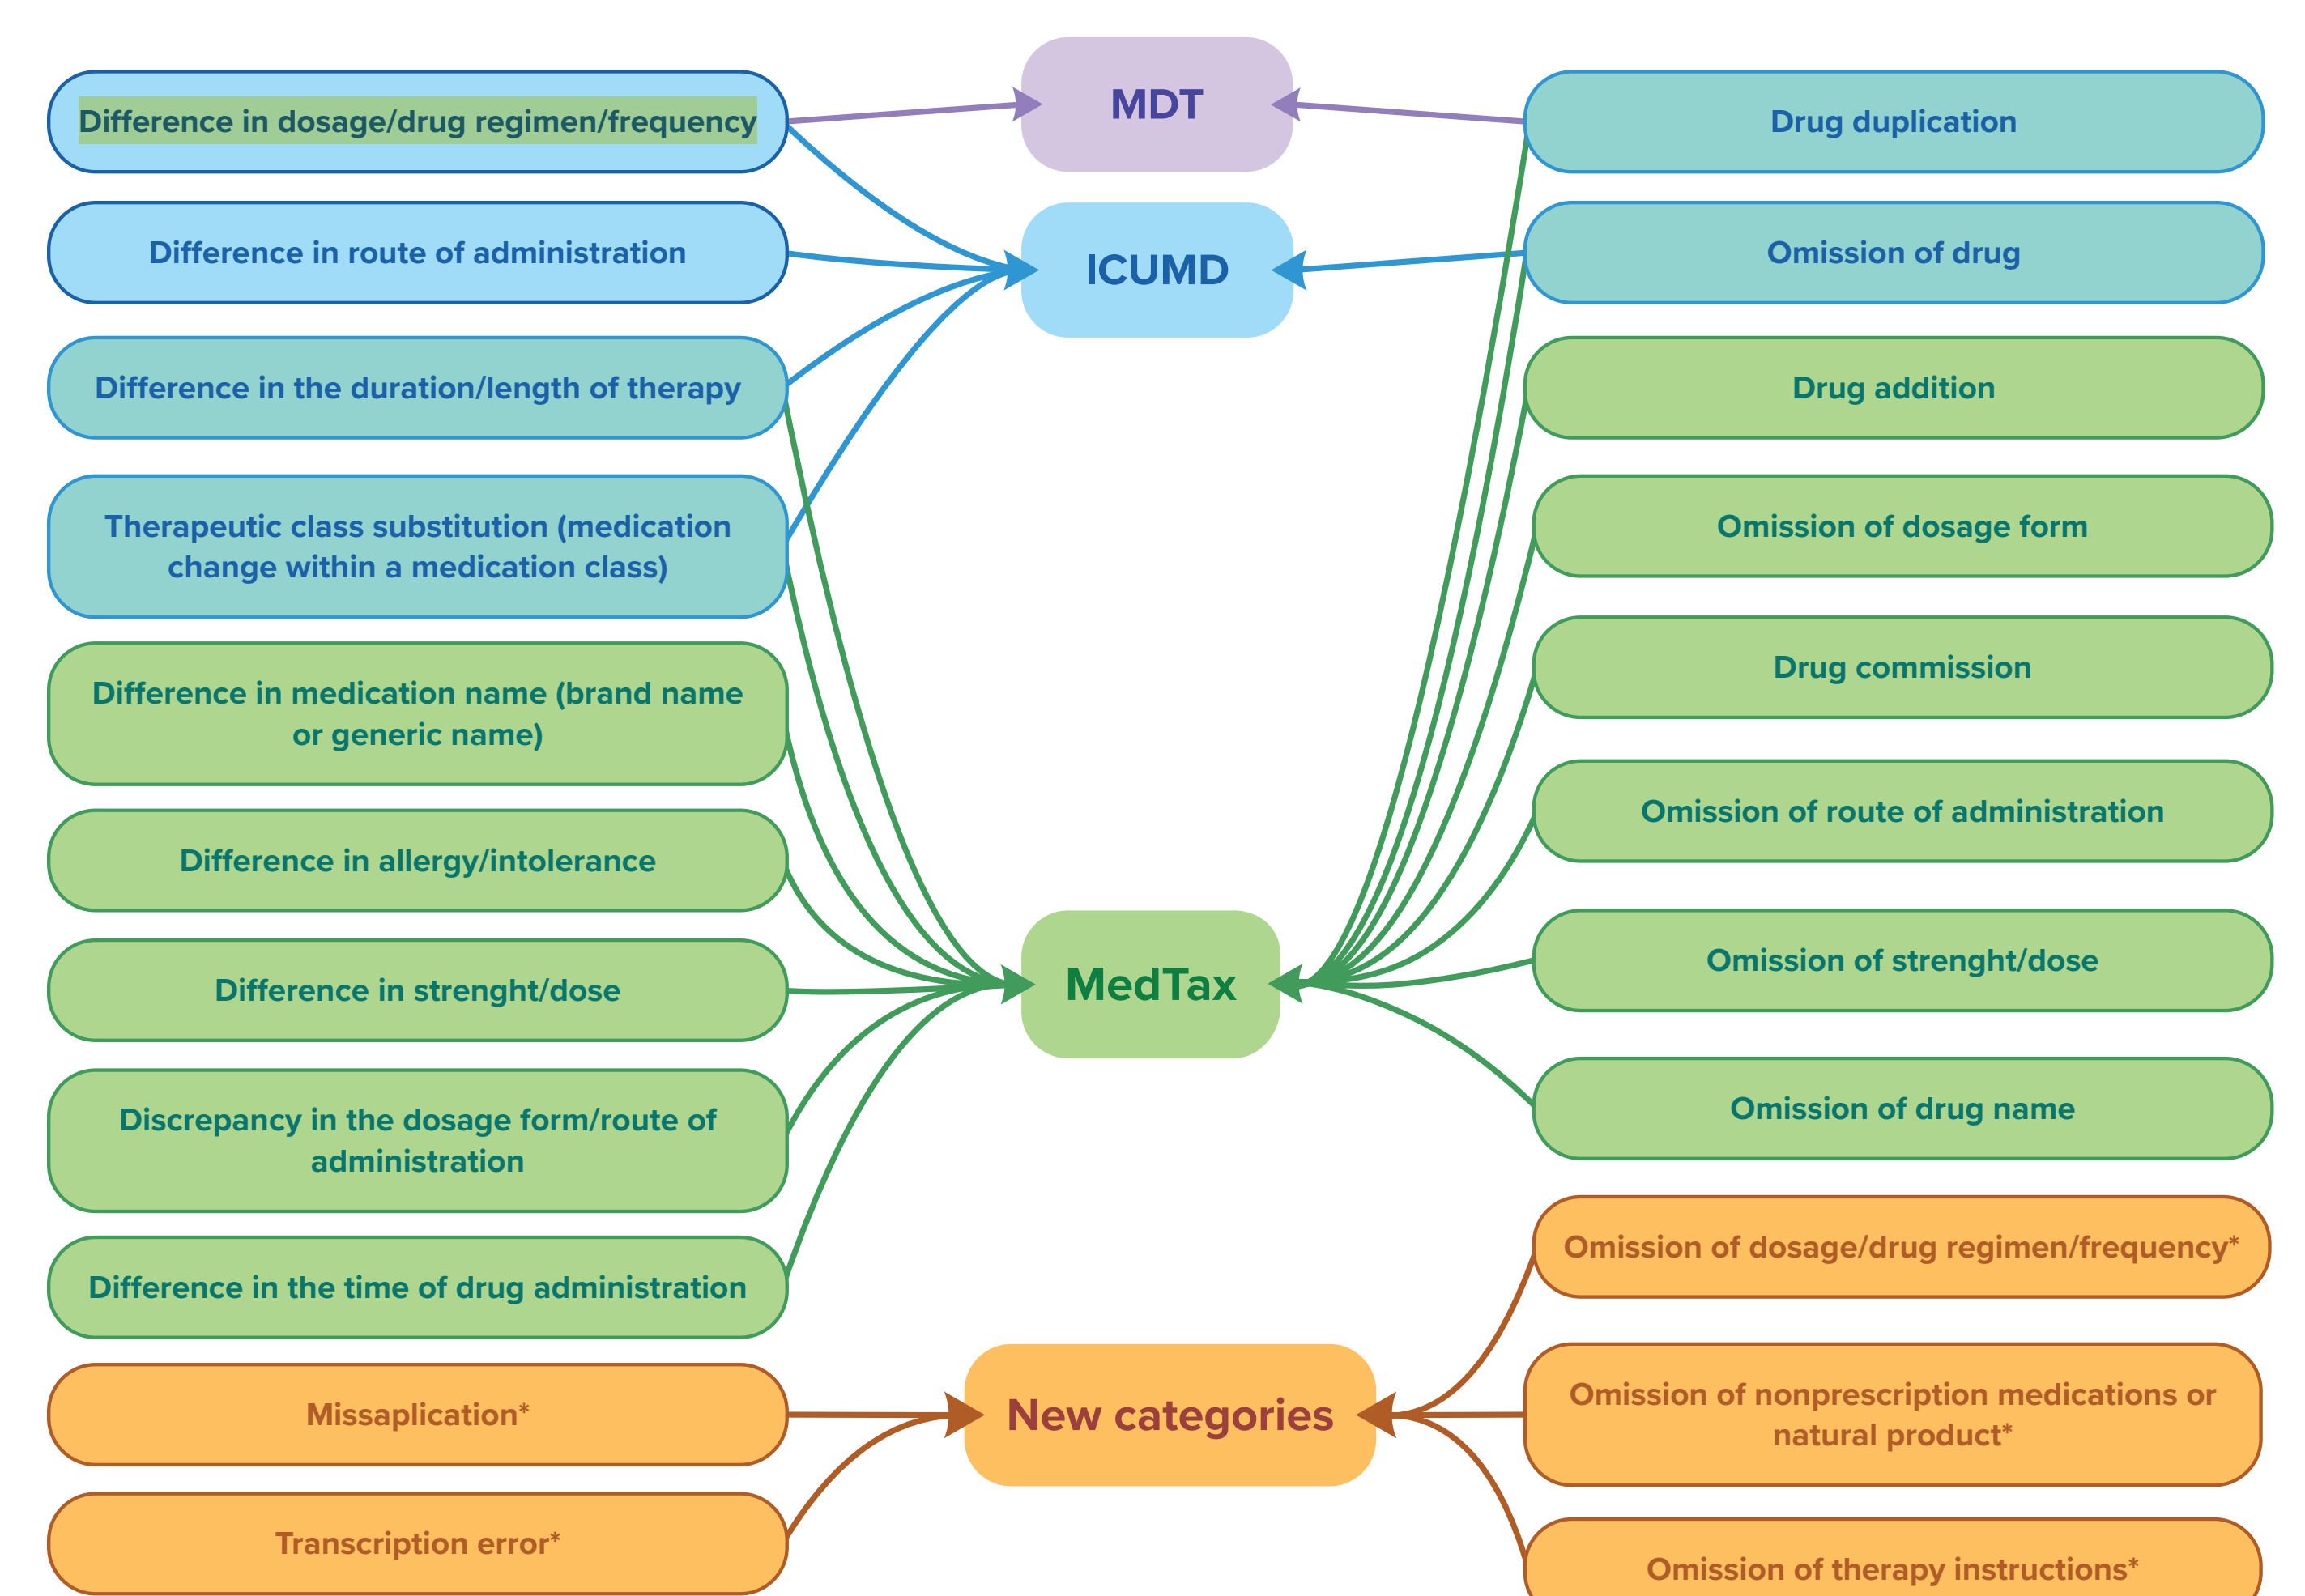 Difference in dosage/drug regimen/frequency
Difference in route of administration
Difference in the duration/length of therapy
Therapeutic class substitution (medication
change within a medication class)
Difference in medication name (brand name
or generic name)
Difference in allergy/intolerance
Difference in strenght/dose
Discrepancy in the dosage form/route of
administration
Difference in the time of drug administration
Missaplication*
Transcription error*
MDT
ICUMD
MedTax
New categories
Drug duplication
Omission of drug
Drug addition
Omission of dosage form
Drug commission
Omission of route of administration
Omission of strenght/dose
Omission of drug name
Omission of dosage/drug regimen/frequency*
Omission of nonprescription medications or
natural product*
Omission of therapy instructions*